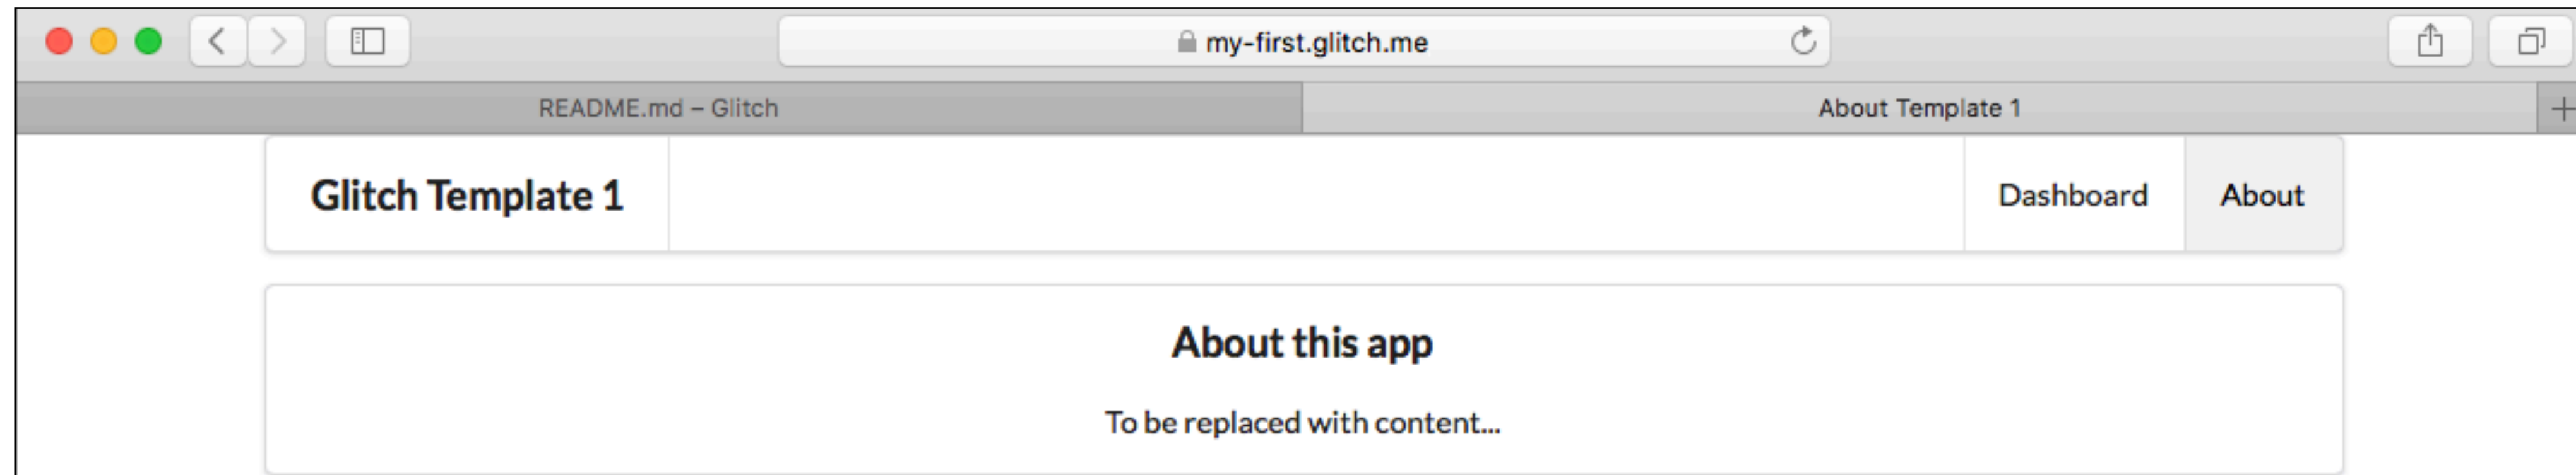 my-first.glitch.me
README.md – Glitch
About Template 1
Glitch Template 1
Dashboard
About
About this app
To be replaced with content...